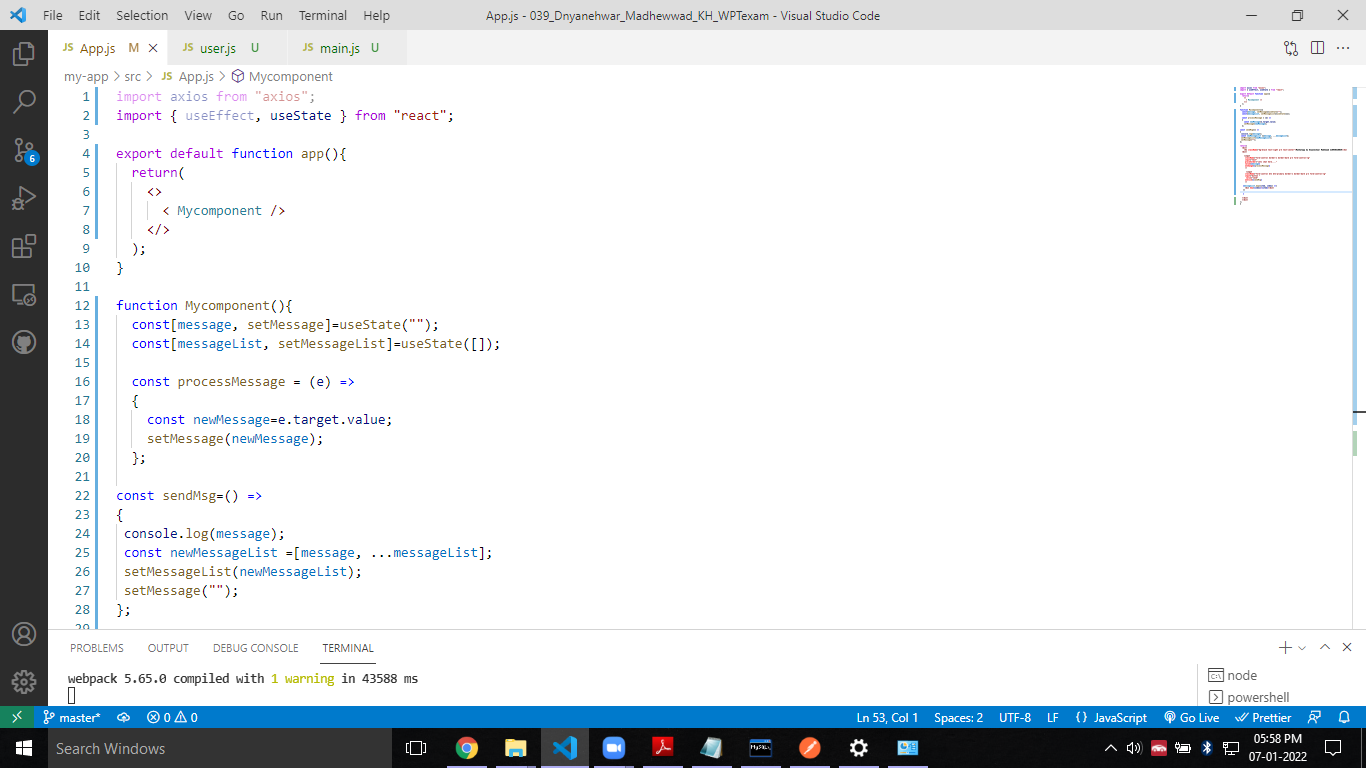 File Edit Selection View Go Run Terminal Help App.js - 039_Dnyanehwar_Madhewwad_KH_WPTexam - Visual Studio Code
JS App.js M JS user.js U JS main.js U
my-app > src > JS App.js > Mycomponent
1 import axios from "axios";
2 import { useEffect, useState } from "react";
3
4 export default function app(){
5 return(
6 <>
7 < Mycomponent />
8 </>
9 );
10 }
11
12 function Mycomponent(){
13 const[message, setMessage]=useState("");
14 const[messageList, setMessageList]=useState([]);
15
16 const processMessage = (e) =>
17 {
18 const newMessage=e.target.value;
19 setMessage(newMessage);
20 };
21
22 const sendMsg=() =>
23 {
24 console.log(message);
25 const newMessageList =[message, ...messageList];
26 setMessageList(newMessageList);
27 setMessage("");
28 };
29
6
PROBLEMS OUTPUT DEBUG CONSOLE TERMINAL
webpack 5.65.0 compiled with 1 warning in 43588 ms
node
powershell
master* 0 0 Ln 53, Col 1 Spaces: 2 UTF-8 LF {} JavaScript Go Live Prettier
Search Windows
MySQL
05:58 PM
07-01-2022